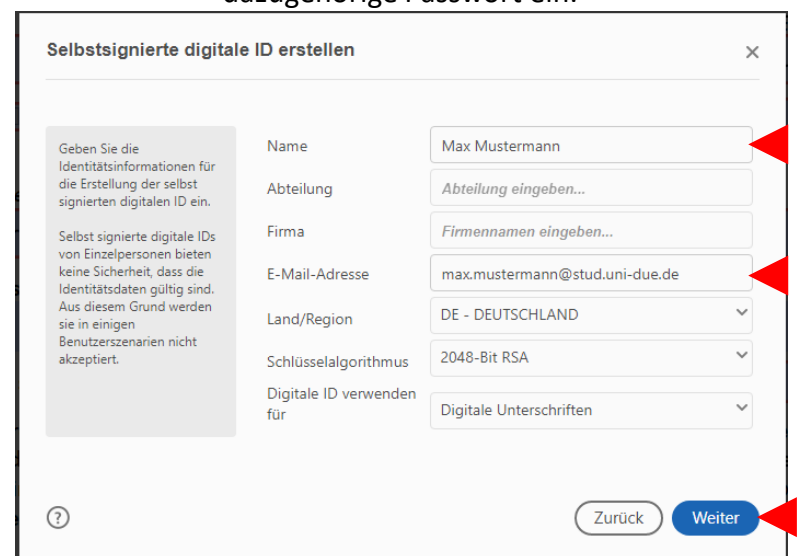 dazugehörige Passwort ein.
Selbstsignierte digitale ID erstellen
Geben Sie die
Identitätsinformationen für
die Erstellung der selbst
signierten digitalen ID ein.
Selbst signierte digitale IDs
von Einzelpersonen bieten
keine Sicherheit, dass die
Identitätsdaten gültig sind.
Aus diesem Grund werden
sie in einigen
Benutzerszenarien nicht
akzeptiert.
Name Max Mustermann
Abteilung Abteilung eingeben...
Firma Firmennamen eingeben...
E-Mail-Adresse max.mustermann@stud.uni-due.de
Land/Region DE - DEUTSCHLAND
Schlüsselalgorithmus 2048-Bit RSA
Digitale ID verwenden
für Digitale Unterschriften
? Zurück Weiter